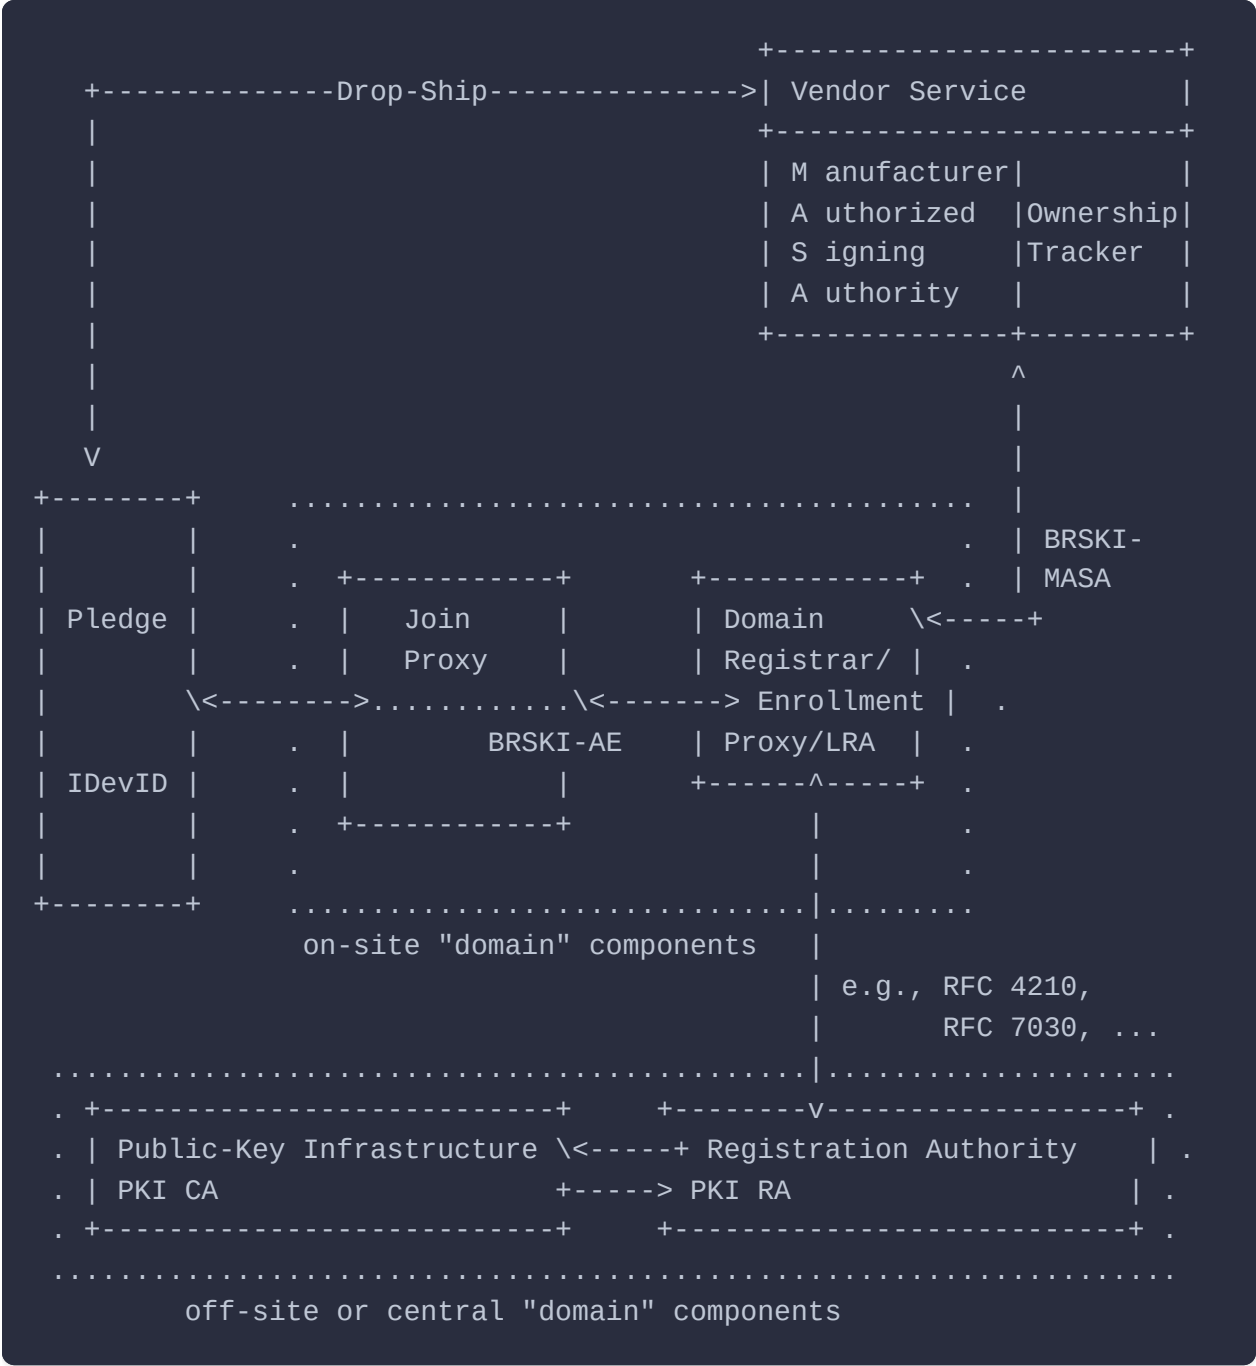 +------------------------+
   +--------------Drop-Ship--------------->| Vendor Service         |
   |                                       +------------------------+
   |                                       | M anufacturer|         |
   |                                       | A uthorized  |Ownership|
   |                                       | S igning     |Tracker  |
   |                                       | A uthority   |         |
   |                                       +--------------+---------+
   |                                                      ^
   |                                                      |
   V                                                      |
+--------+     .........................................  |
|        |     .                                       .  | BRSKI-
|        |     .  +------------+       +------------+  .  | MASA
| Pledge |     .  |   Join     |       | Domain     \<-----+
|        |     .  |   Proxy    |       | Registrar/ |  .
|        \<-------->............\<-------> Enrollment |  .
|        |     .  |        BRSKI-AE    | Proxy/LRA  |  .
| IDevID |     .  |            |       +------^-----+  .
|        |     .  +------------+              |        .
|        |     .                              |        .
+--------+     ...............................|.........
                on-site "domain" components   |
                                              | e.g., RFC 4210,
                                              |       RFC 7030, ...
 .............................................|.....................
 . +---------------------------+     +--------v------------------+ .
 . | Public-Key Infrastructure \<-----+ Registration Authority    | .
 . | PKI CA                    +-----> PKI RA                    | .
 . +---------------------------+     +---------------------------+ .
 ...................................................................
         off-site or central "domain" components